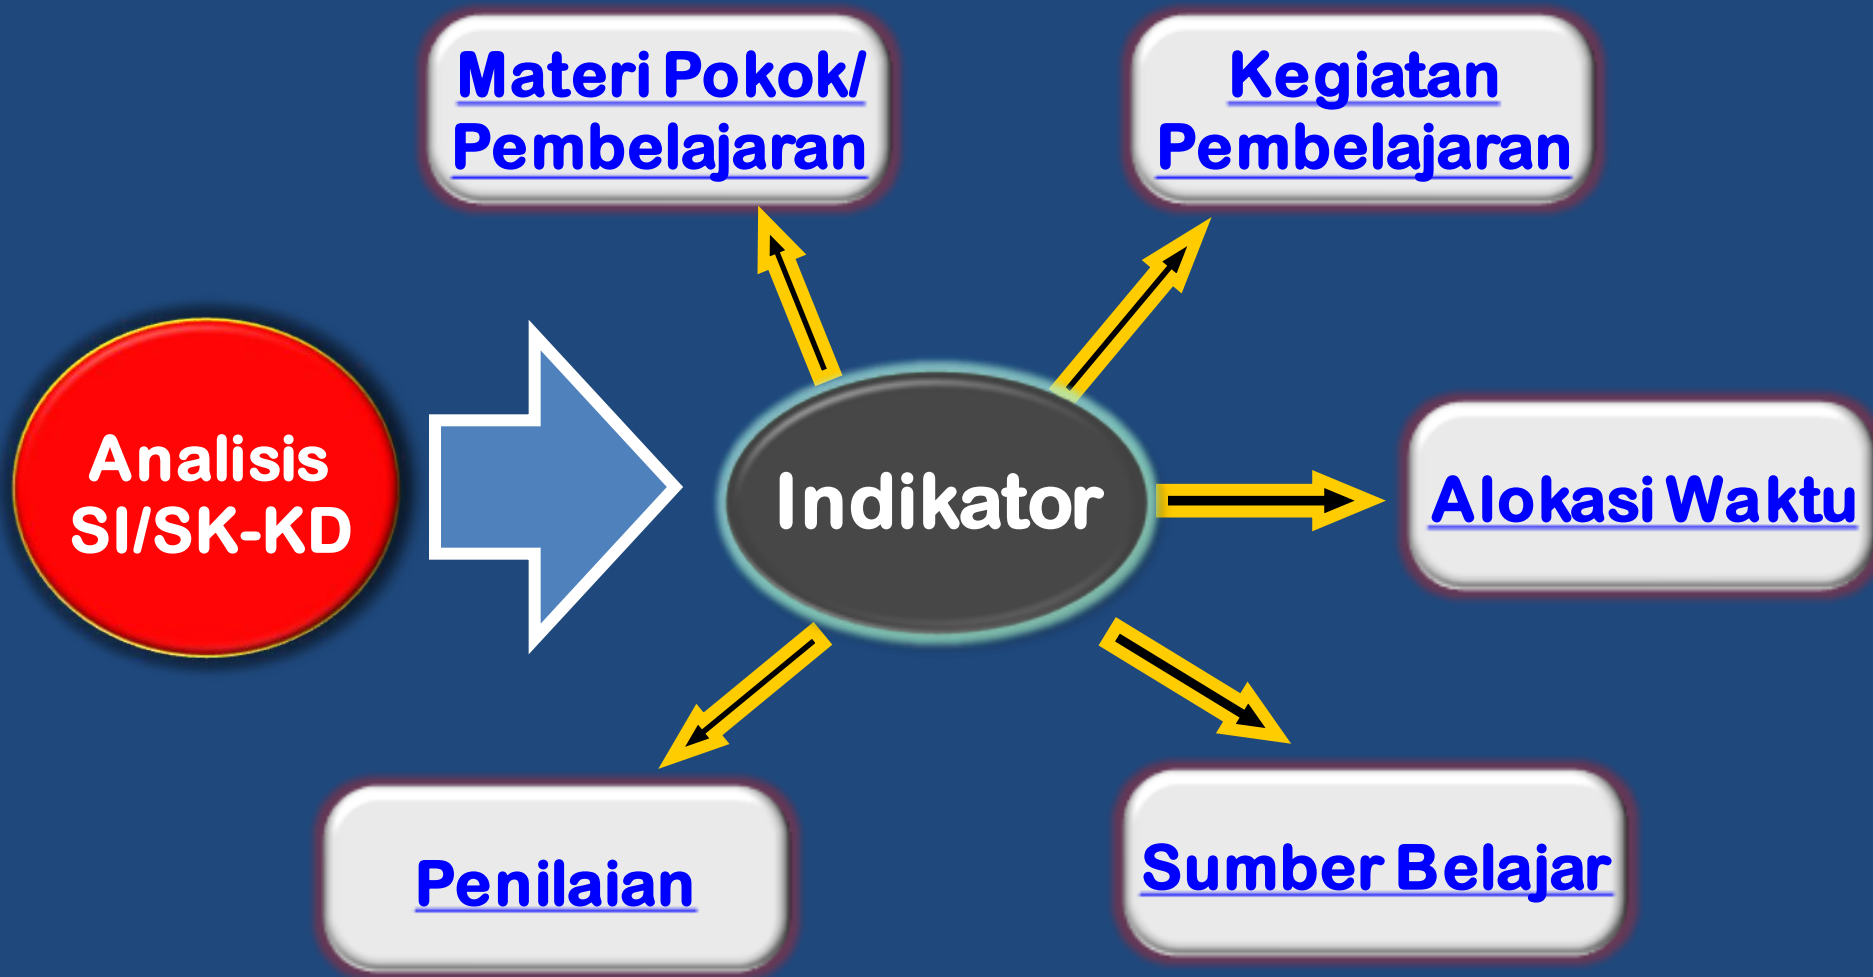 Materi Pokok/
Pembelajaran
Kegiatan
Pembelajaran
Analisis
SI/SK-KD
Indikator
Alokasi Waktu
Penilaian
Sumber Belajar